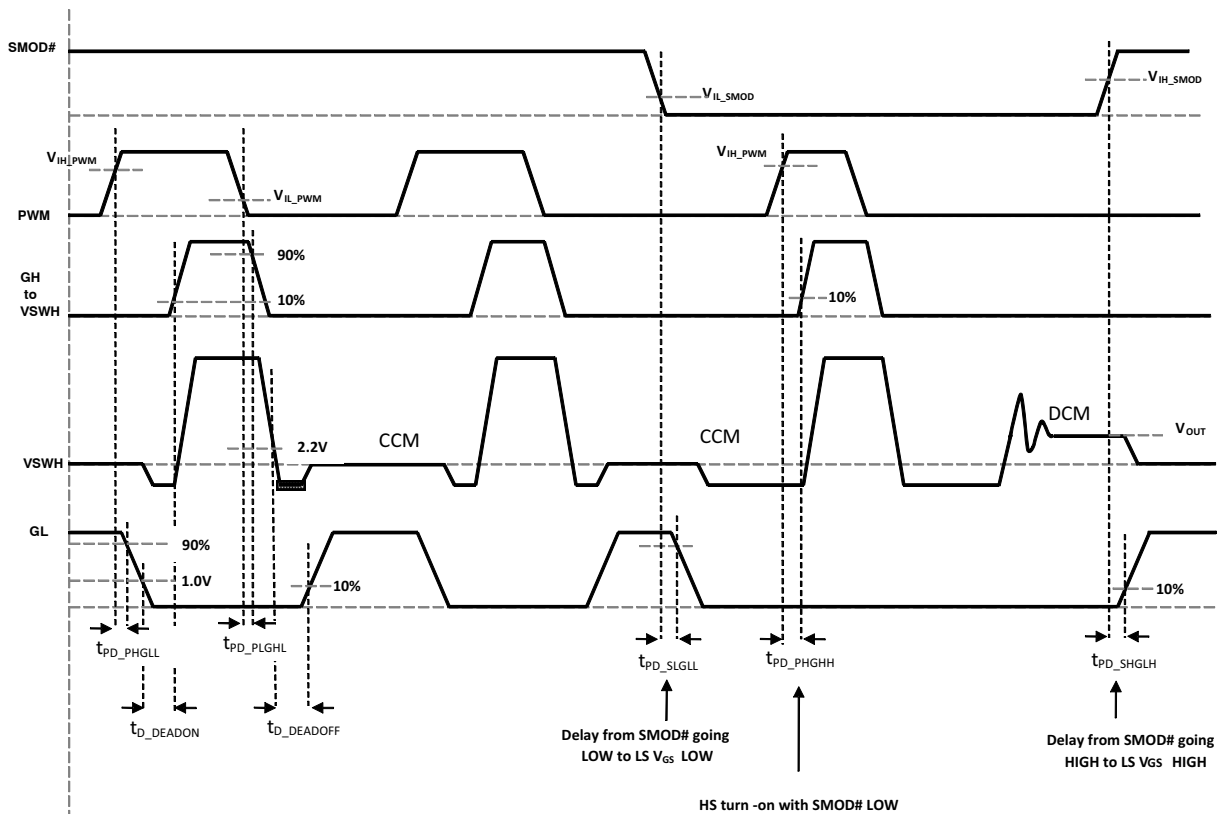 SMOD#
V_IL_SMOD
V_IH_SMOD
V_IH_PWM
V_IL_PWM
V_IH_PWM
PWM
90%
10%
10%
GH
to
VSWH
2.2V
CCM
CCM
DCM
V_OUT
VSWH
GL
90%
1.0V
10%
10%
t_PD_PHGLL
t_PD_PLGHL
t_PD_SLGLL
t_PD_PHGHH
t_PD_SHGLH
t_D_DEADON
t_D_DEADOFF
Delay from SMOD# going
LOW to LS V_GS LOW
Delay from SMOD# going
HIGH to LS V_GS HIGH
HS turn -on with SMOD# LOW